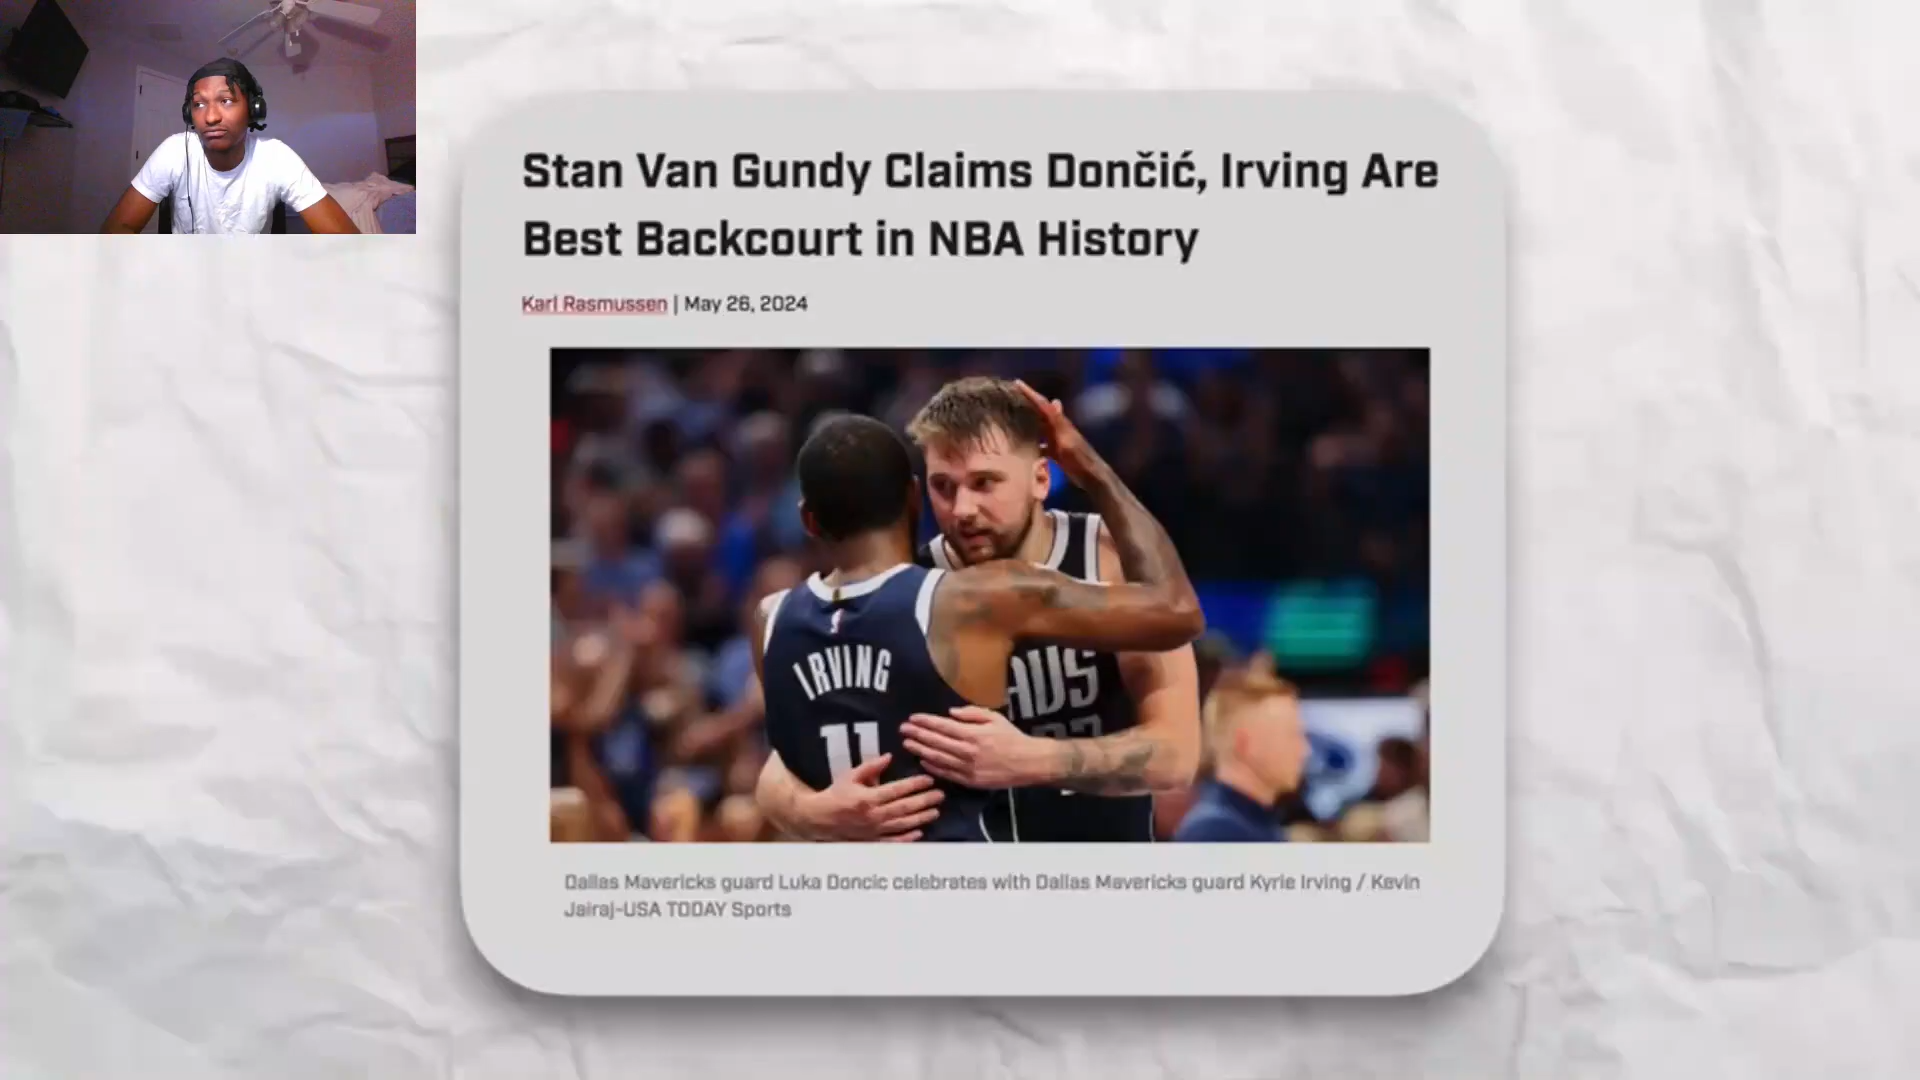 Stan Van Gundy Claims Dončić, Irving Are
Best Backcourt in NBA History
Karl Rasmussen | May 26, 2024
IRVING
11
Dallas Mavericks guard Luka Doncic celebrates with Dallas Mavericks guard Kyrie Irving / Kevin
Jairaj-USA TODAY Sports